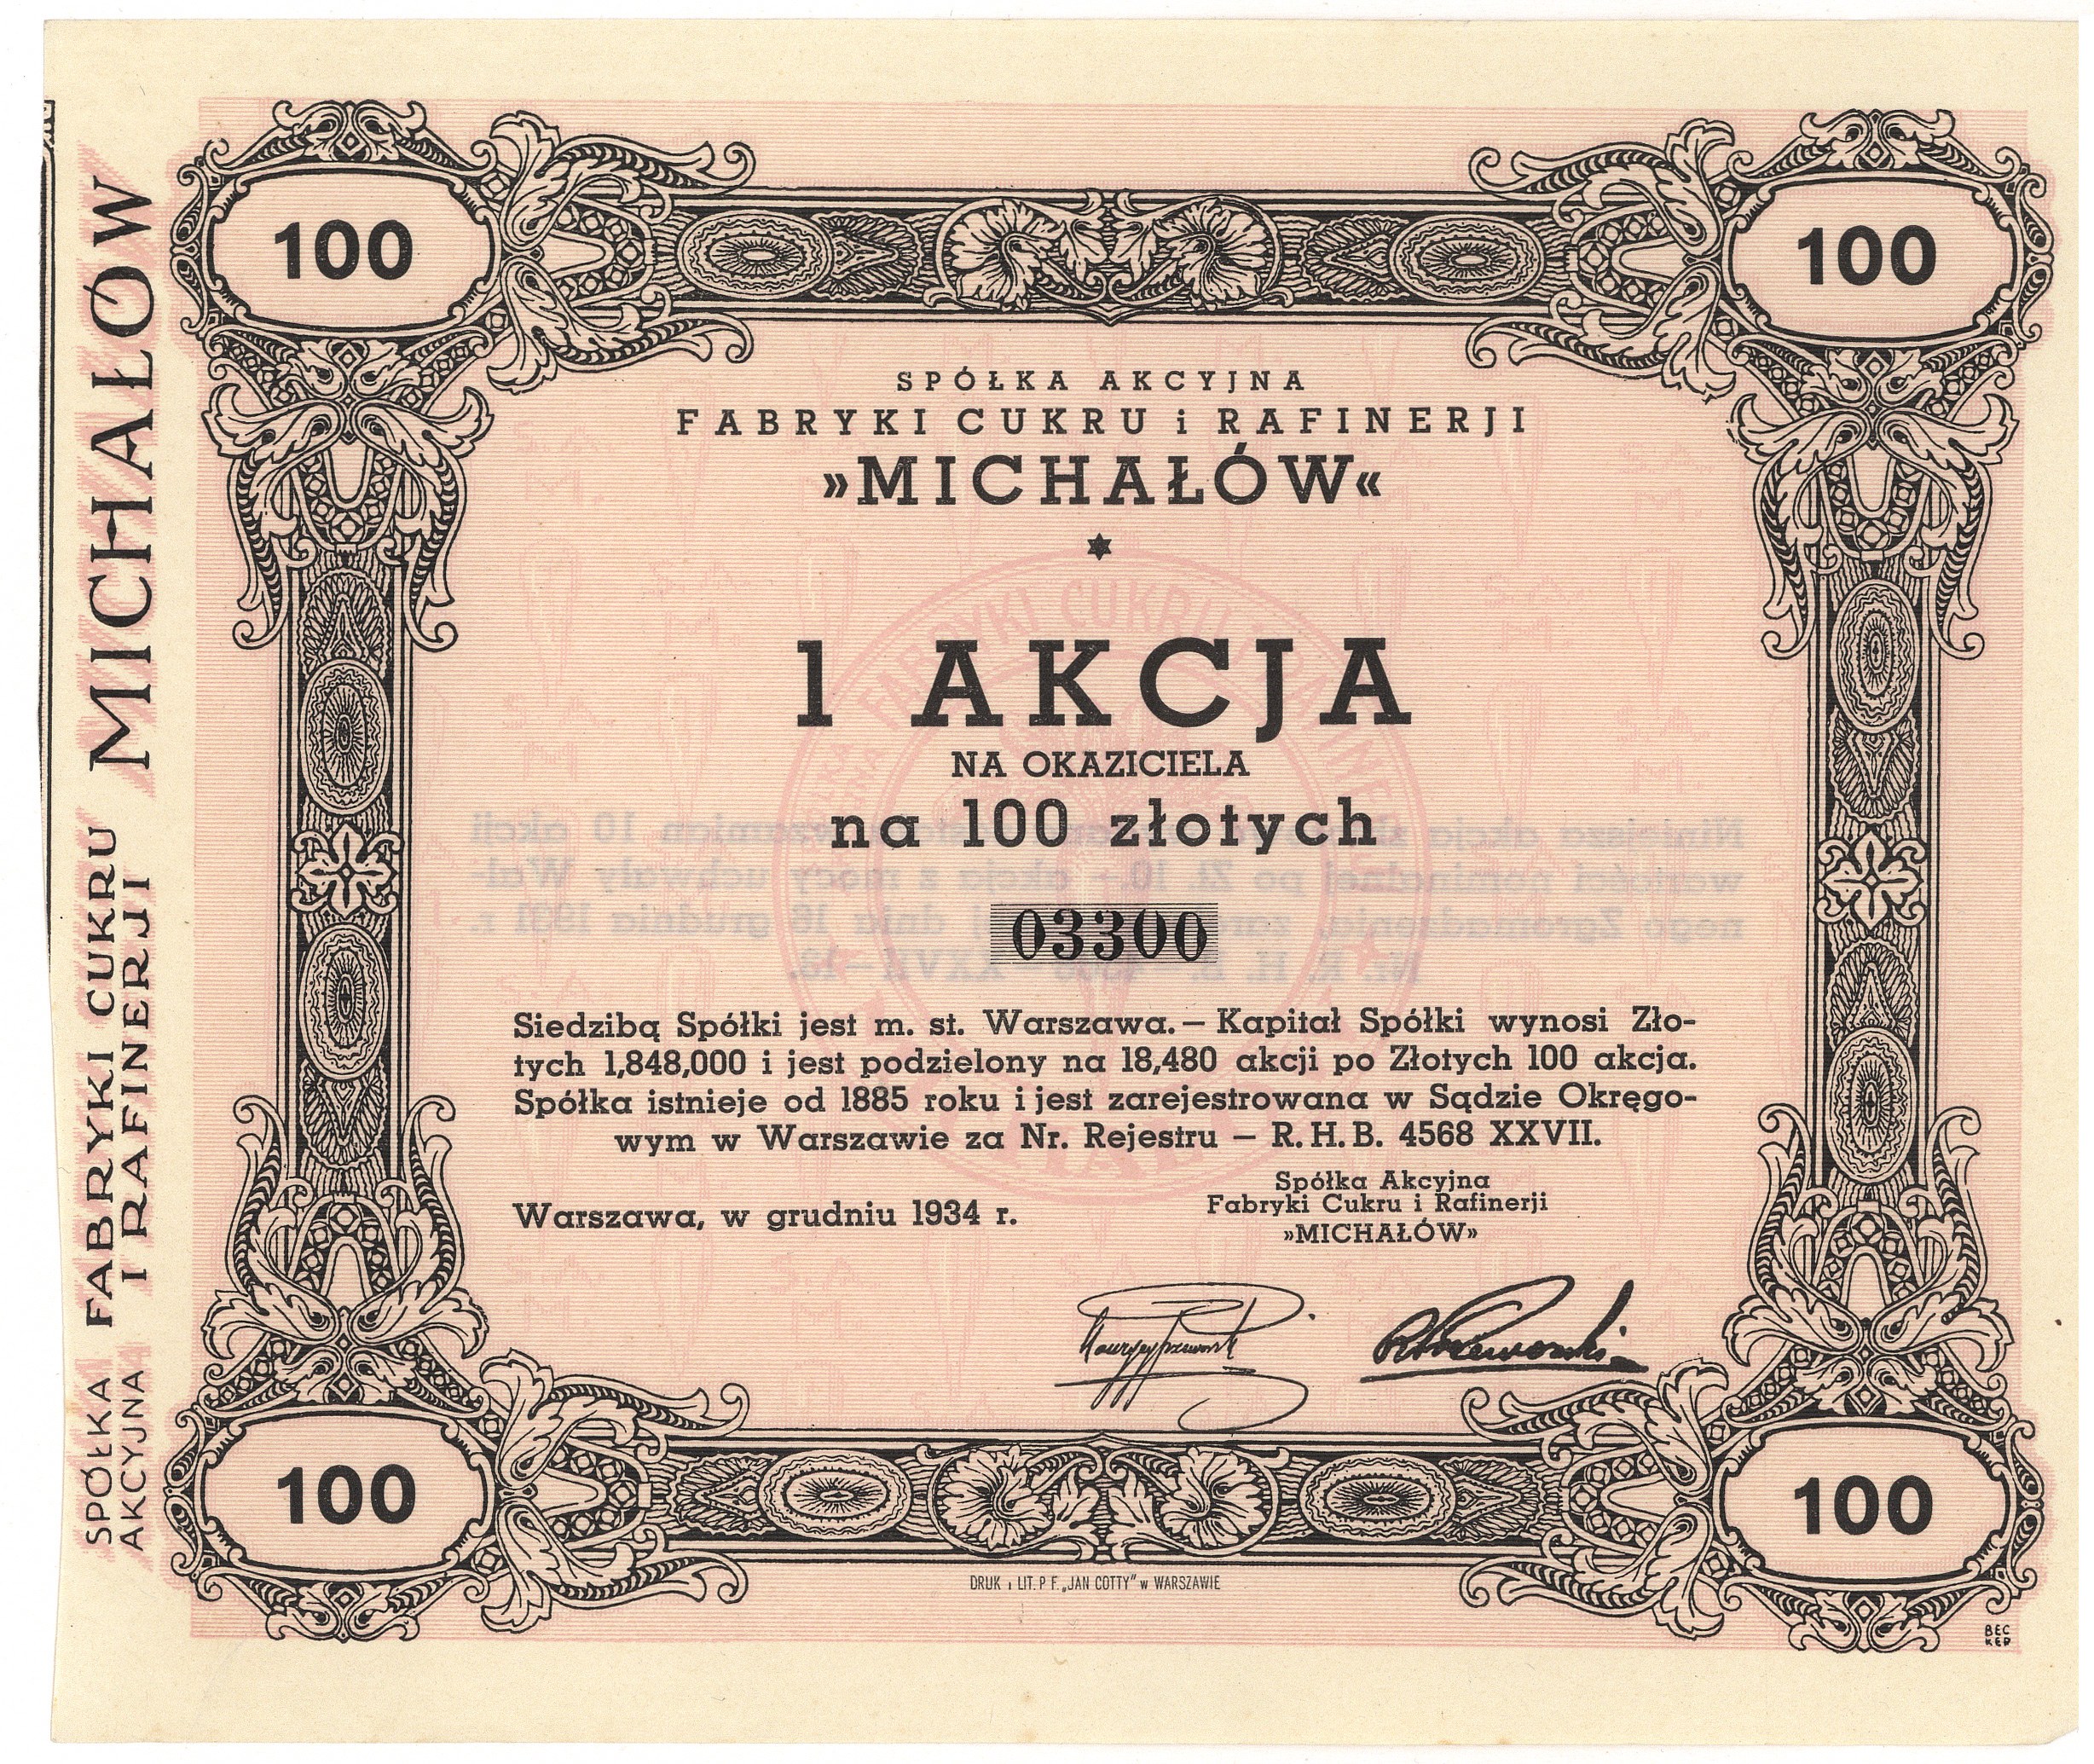 100
100
SPÓŁKA AKCYJNA
FABRYKI CUKRU i RAFINERJI
»MICHAŁÓW«
1 AKCJA
NA OKAZICIELA
na 100 złotych
03300
Siedzibą Spółki jest m. st. Warszawa.—Kapitał Spółki wynosi Zło-
tych 1,848,000 i jest podzielony na 18,480 akcji po Złotych 100 akcja.
Spółka istnieje od 1885 roku i jest zarejestrowana w Sądzie Okręgo-
wym w Warszawie za Nr. Rejestru — R. H. B. 4568 XXVII.
Warszawa, w grudniu 1934 r.
Spółka Akcyjna
Fabryki Cukru i Rafinerji
»MICHAŁÓW»
100
100
DRUK i LIT. P. F. „JAN COTTY” w WARSZAWIE
BEC
KER
SPÓŁKA
AKCYJNA
FABRYKI CUKRU
I RAFINERJI
MICHAŁÓW